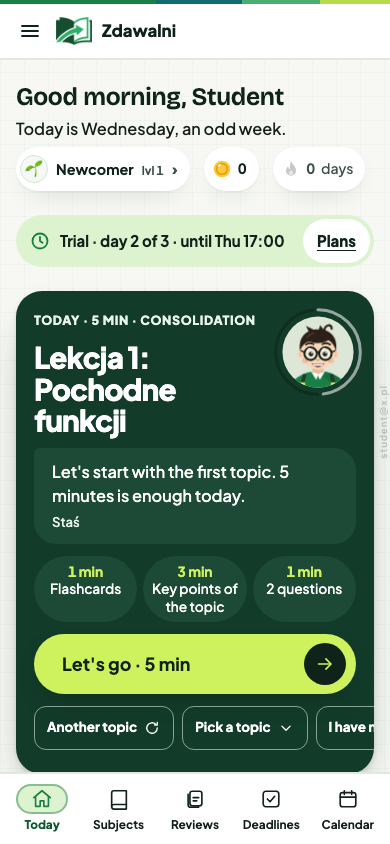 Zdawalni
Good morning, Student
Today is Wednesday, an odd week.
Newcomer lvl 1 ›
0
0 days
Trial · day 2 of 3 · until Thu 17:00
Plans
TODAY · 5 MIN · CONSOLIDATION
Lekcja 1:
Pochodne
funkcji
Let's start with the first topic. 5
minutes is enough today.
Staś
1 min
Flashcards
3 min
Key points of
the topic
1 min
2 questions
Let's go · 5 min
Another topic
Pick a topic
I have
student@x.pl
Today
Subjects
Reviews
Deadlines
Calendar